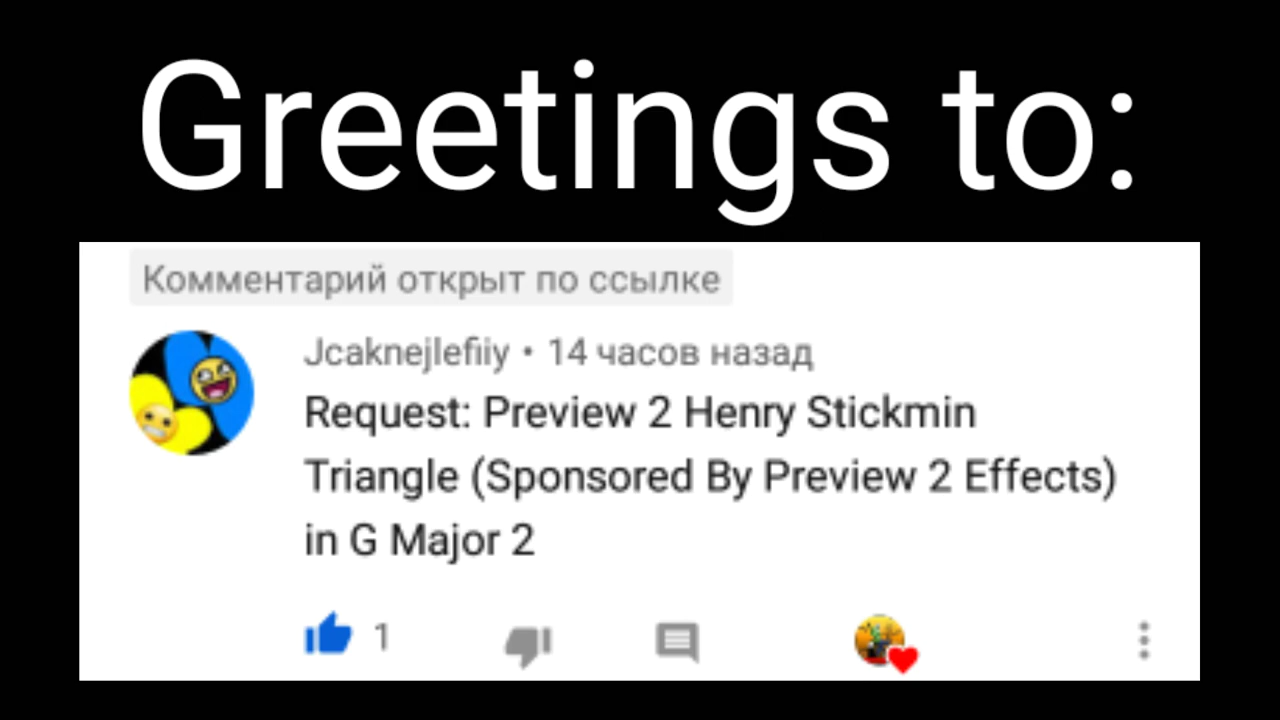 Greetings to:
Комментарий открыт по ссылке
Jcaknejlefiiy • 14 часов назад
Request: Preview 2 Henry Stickmin
Triangle (Sponsored By Preview 2 Effects)
in G Major 2
1